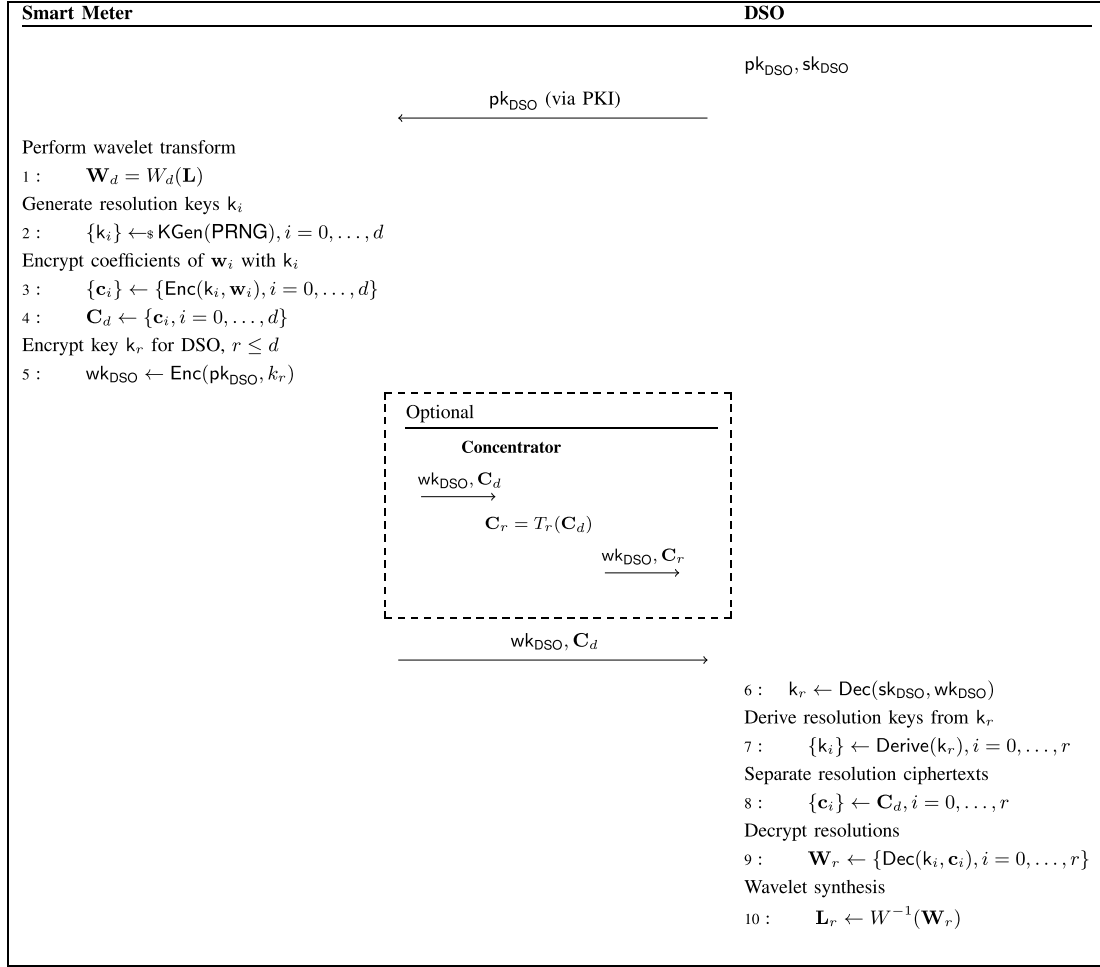 Smart Meter DSO
pk_DSO, sk_DSO
pk_DSO (via PKI)
Perform wavelet transform
1 : W_d = W_d(L)
Generate resolution keys k_i
2 : {k_i} ←$ KGen(PRNG), i = 0, . . . , d
Encrypt coefficients of w_i with k_i
3 : {c_i} ← {Enc(k_i, w_i), i = 0, . . . , d}
4 : C_d ← {c_i, i = 0, . . . , d}
Encrypt key k_r for DSO, r ≤ d
5 : wk_DSO ← Enc(pk_DSO, k_r)
Optional
Concentrator
wk_DSO, C_d
C_r = T_r(C_d)
wk_DSO, C_r
wk_DSO, C_d
6 : k_r ← Dec(sk_DSO, wk_DSO)
Derive resolution keys from k_r
7 : {k_i} ← Derive(k_r), i = 0, . . . , r
Separate resolution ciphertexts
8 : {c_i} ← C_d, i = 0, . . . , r
Decrypt resolutions
9 : W_r ← {Dec(k_i, c_i), i = 0, . . . , r}
Wavelet synthesis
10 : L_r ← W^−1(W_r)